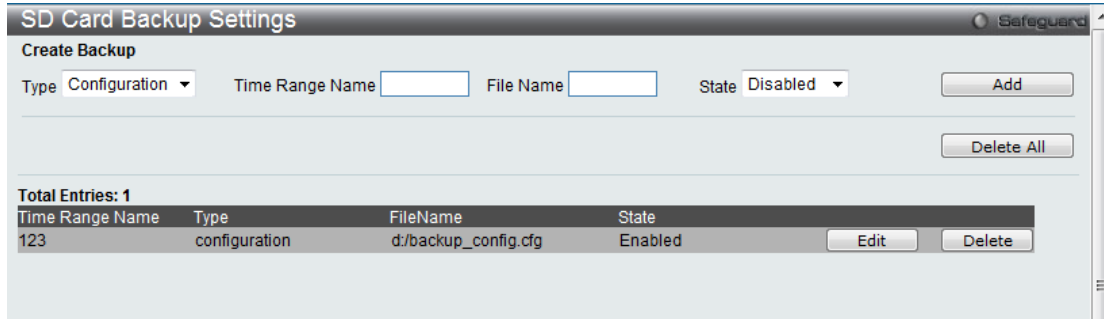 SD Card Backup Settings Safeguard
Create Backup
Type Configuration Time Range Name File Name State Disabled Add
Delete All
Total Entries: 1
Time Range Name Type FileName State
123 configuration d:/backup_config.cfg Enabled Edit Delete